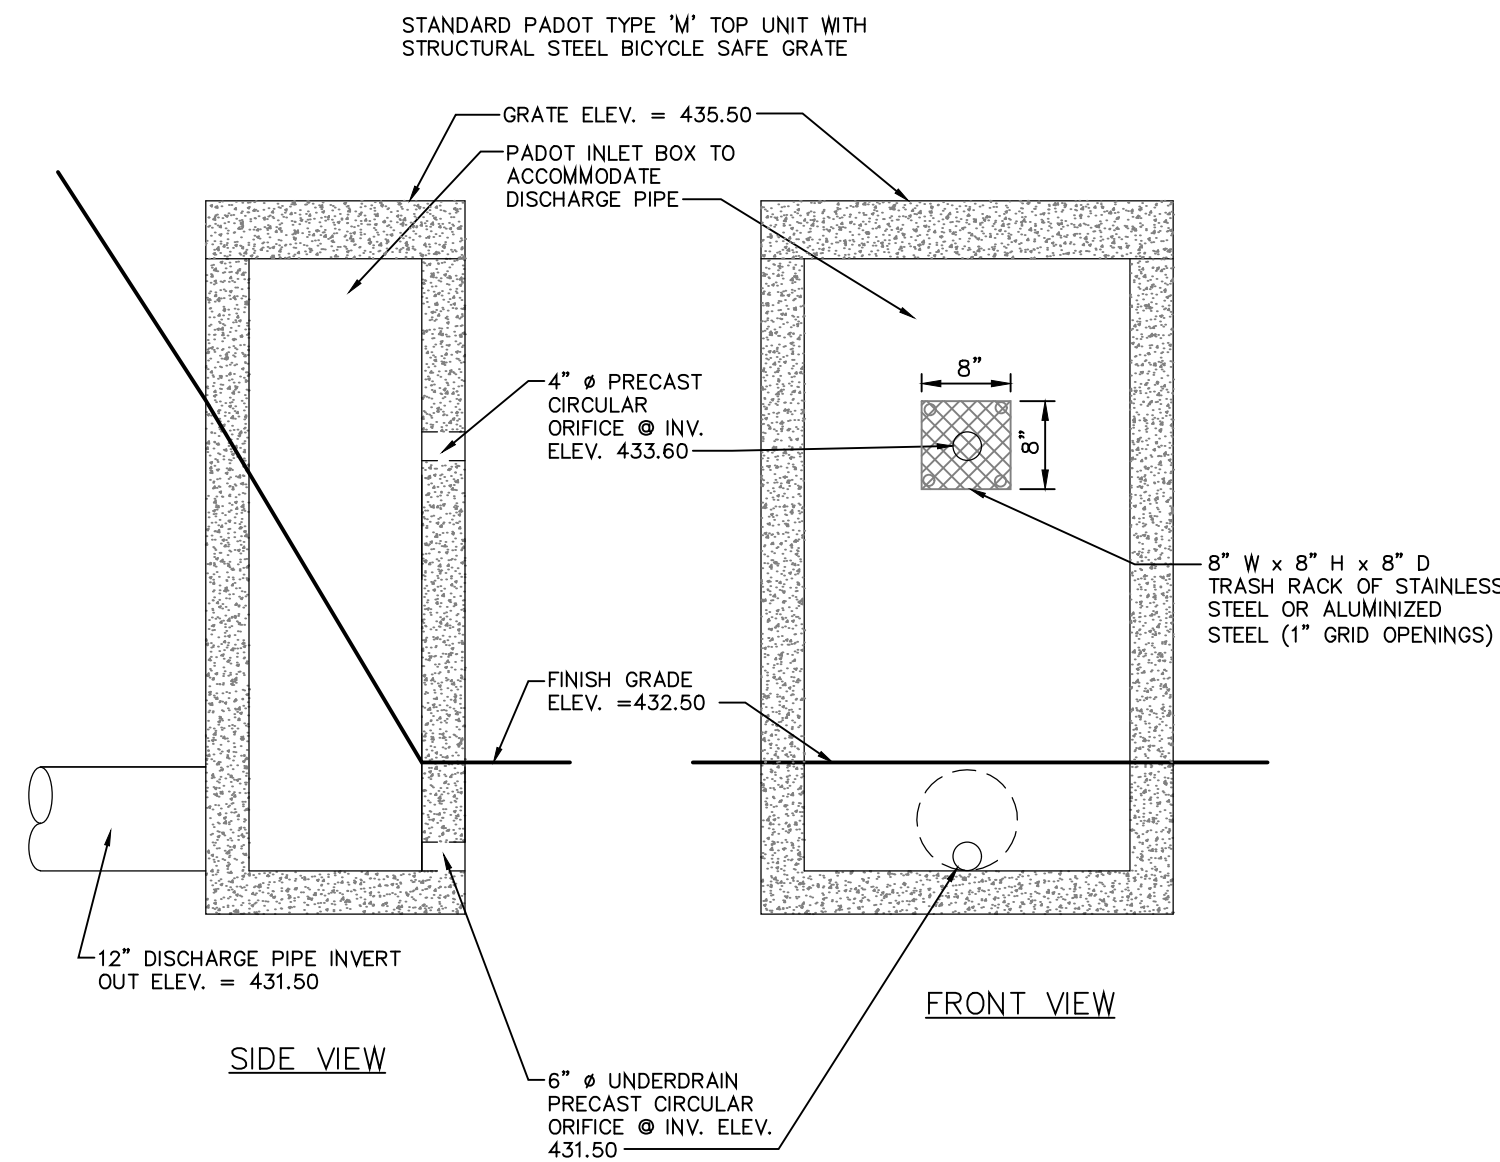 STANDARD PADOT TYPE 'M' TOP UNIT WITH
STRUCTURAL STEEL BICYCLE SAFE GRATE
GRATE ELEV. = 435.50
PADOT INLET BOX TO
ACCOMMODATE
DISCHARGE PIPE
8"
8"
4" ø PRECAST
CIRCULAR
ORIFICE @ INV.
ELEV. 433.60
8" W x 8" H x 8" D
TRASH RACK OF STAINLESS
STEEL OR ALUMINIZED
STEEL (1" GRID OPENINGS)
FINISH GRADE
ELEV. =432.50
12" DISCHARGE PIPE INVERT
OUT ELEV. = 431.50
SIDE VIEW
FRONT VIEW
6" ø UNDERDRAIN
PRECAST CIRCULAR
ORIFICE @ INV. ELEV.
431.50